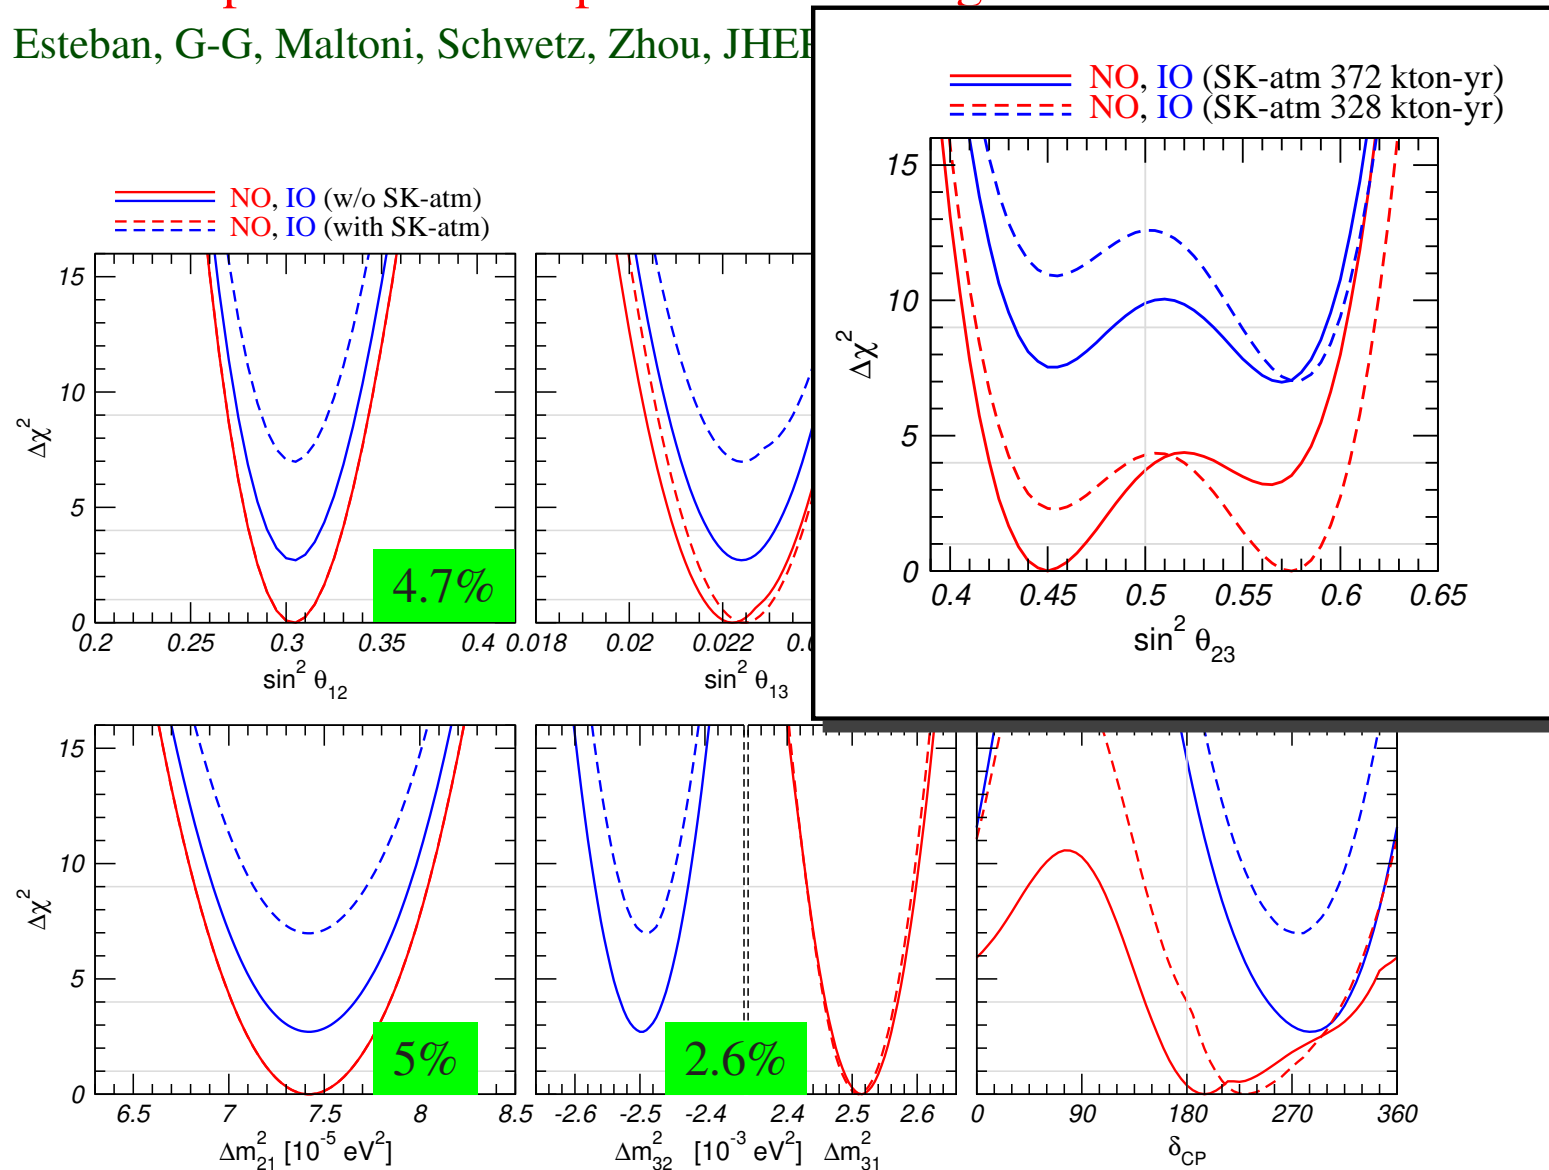 Esteban, G-G, Maltoni, Schwetz, Zhou,
NO, IO (SK-atm 372 kton-yr)
NO, IO (SK-atm 328 kton-yr)
15
10
5
0
Δχ²
0.4 0.45 0.5 0.55 0.6 0.65
sin² θ₂₃
NO, IO (w/o SK-atm)
NO, IO (with SK-atm)
15
10
5
0
Δχ²
4.7%
0.2 0.25 0.3 0.35 0.4
sin² θ₁₂
0.018 0.02 0.022
sin² θ₁₃
15
10
5
0
Δχ²
5%
2.6%
6.5 7 7.5 8 8.5
Δm²₂₁ [10⁻⁵ eV²]
-2.6 -2.5 -2.4 2.4 2.5 2.6
Δm²₃₂ [10⁻³ eV²] Δm²₃₁
0 90 180 270 360
δCP